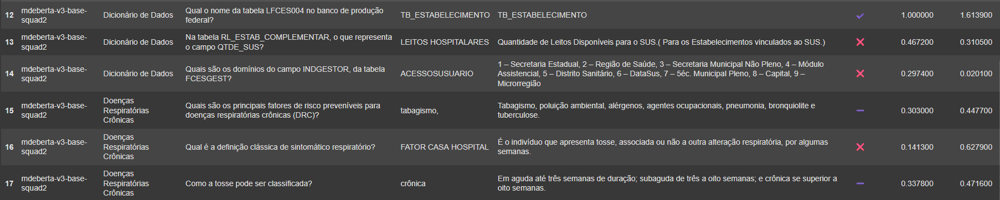 12 mdeberta-v3-base-squad2 Dicionário de Dados Qual o nome da tabela LFCES004 no banco de produção federal? TB_ESTABELECIMENTO TB_ESTABELECIMENTO 1.000000 1.613900
13 mdeberta-v3-base-squad2 Dicionário de Dados Na tabela RL_ESTAB_COMPLEMENTAR, o que representa o campo QTDE_SUS? LEITOS HOSPITALARES Quantidade de Leitos Disponíveis para o SUS.( Para os Estabelecimentos vinculados ao SUS.) 0.467200 0.310500
14 mdeberta-v3-base-squad2 Dicionário de Dados Quais são os domínios do campo INDGESTOR, da tabela FCESGEST? ACESSOSUSUARIO 1 – Secretaria Estadual, 2 – Região de Saúde, 3 – Secretaria Municipal Não Pleno, 4 – Módulo Assistencial, 5 – Distrito Sanitário, 6 – DataSus, 7 – 5éc. Municipal Pleno, 8 – Capital, 9 – Microrregião 0.297400 0.020100
15 mdeberta-v3-base-squad2 Doenças Respiratórias Crônicas Quais são os principais fatores de risco preveníveis para doenças respiratórias crônicas (DRC)? tabagismo, Tabagismo, poluição ambiental, alérgenos, agentes ocupacionais, pneumonia, bronquiolite e tuberculose. 0.303000 0.447700
16 mdeberta-v3-base-squad2 Doenças Respiratórias Crônicas Qual é a definição clássica de sintomático respiratório? FATOR CASA HOSPITAL É o indivíduo que apresenta tosse, associada ou não a outra alteração respiratória, por algumas semanas. 0.141300 0.627900
17 mdeberta-v3-base-squad2 Doenças Respiratórias Crônicas Como a tosse pode ser classificada? crônica Em aguda até três semanas de duração; subaguda de três a oito semanas; e crônica se superior a oito semanas. 0.337800 0.471600